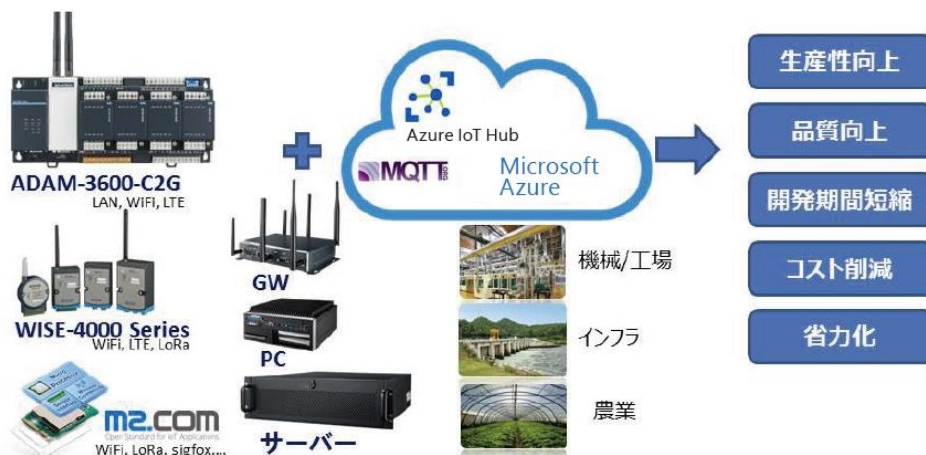 ADAM-3600-C2G
LAN, WIFI, LTE
WISE-4000 Series
WiFi, LTE, LoRa
m2.com
Open Standard for IoT Applications
WiFi, LoRa, sigfox,...
GW
PC
サーバー
Azure IoT Hub
MQTT.ORG
Microsoft
Azure
機械/工場
インフラ
農業
生産性向上
品質向上
開発期間短縮
コスト削減
省力化